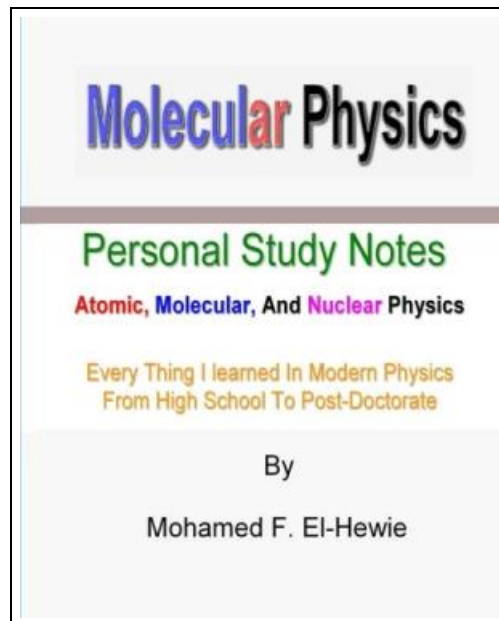 Molecular Physics
Personal Study Notes
Atomic, Molecular, And Nuclear Physics
Every Thing I learned In Modern Physics
From High School To Post-Doctorate
By
Mohamed F. El-Hewie